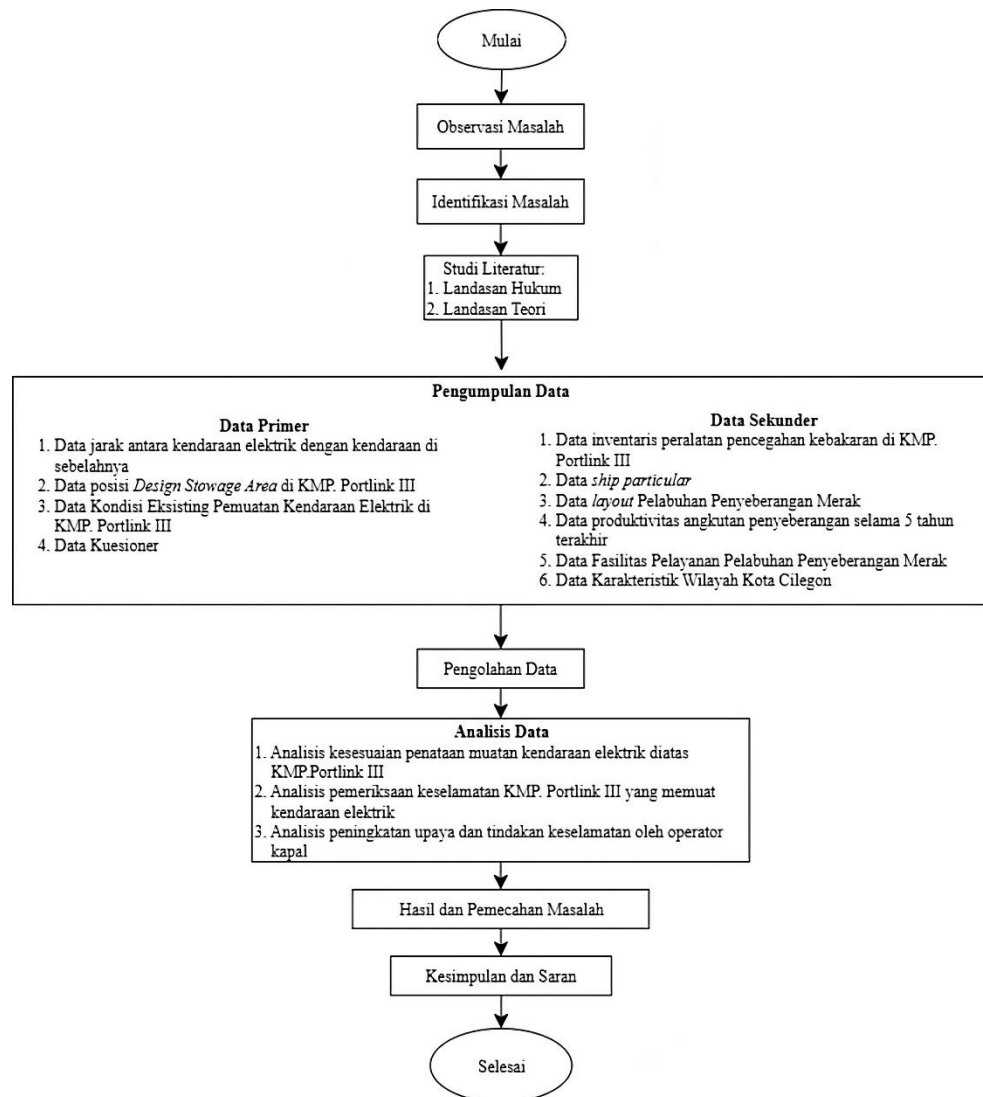 Mulai
Observasi Masalah
Identifikasi Masalah
Studi Literatur:
1. Landasan Hukum
2. Landasan Teori
Pengumpulan Data
Data Primer
1. Data jarak antara kendaraan elektrik dengan kendaraan di
sebelahnya
2. Data posisi Design Stowage Area di KMP. Portlink III
3. Data Kondisi Eksisting Pemuatan Kendaraan Elektrik di
KMP. Portlink III
4. Data Kuesioner
Data Sekunder
1. Data inventaris peralatan pencegahan kebakaran di KMP.
Portlink III
2. Data ship particular
3. Data layout Pelabuhan Penyeberangan Merak
4. Data produktivitas angkutan penyeberangan selama 5 tahun
terakhir
5. Data Fasilitas Pelayanan Pelabuhan Penyeberangan Merak
6. Data Karakteristik Wilayah Kota Cilegon
Pengolahan Data
Analisis Data
1. Analisis kesesuaian penataan muatan kendaraan elektrik diatas
KMP.Portlink III
2. Analisis pemeriksaan keselamatan KMP. Portlink III yang memuat
kendaraan elektrik
3. Analisis peningkatan upaya dan tindakan keselamatan oleh operator
kapal
Hasil dan Pemecahan Masalah
Kesimpulan dan Saran
Selesai